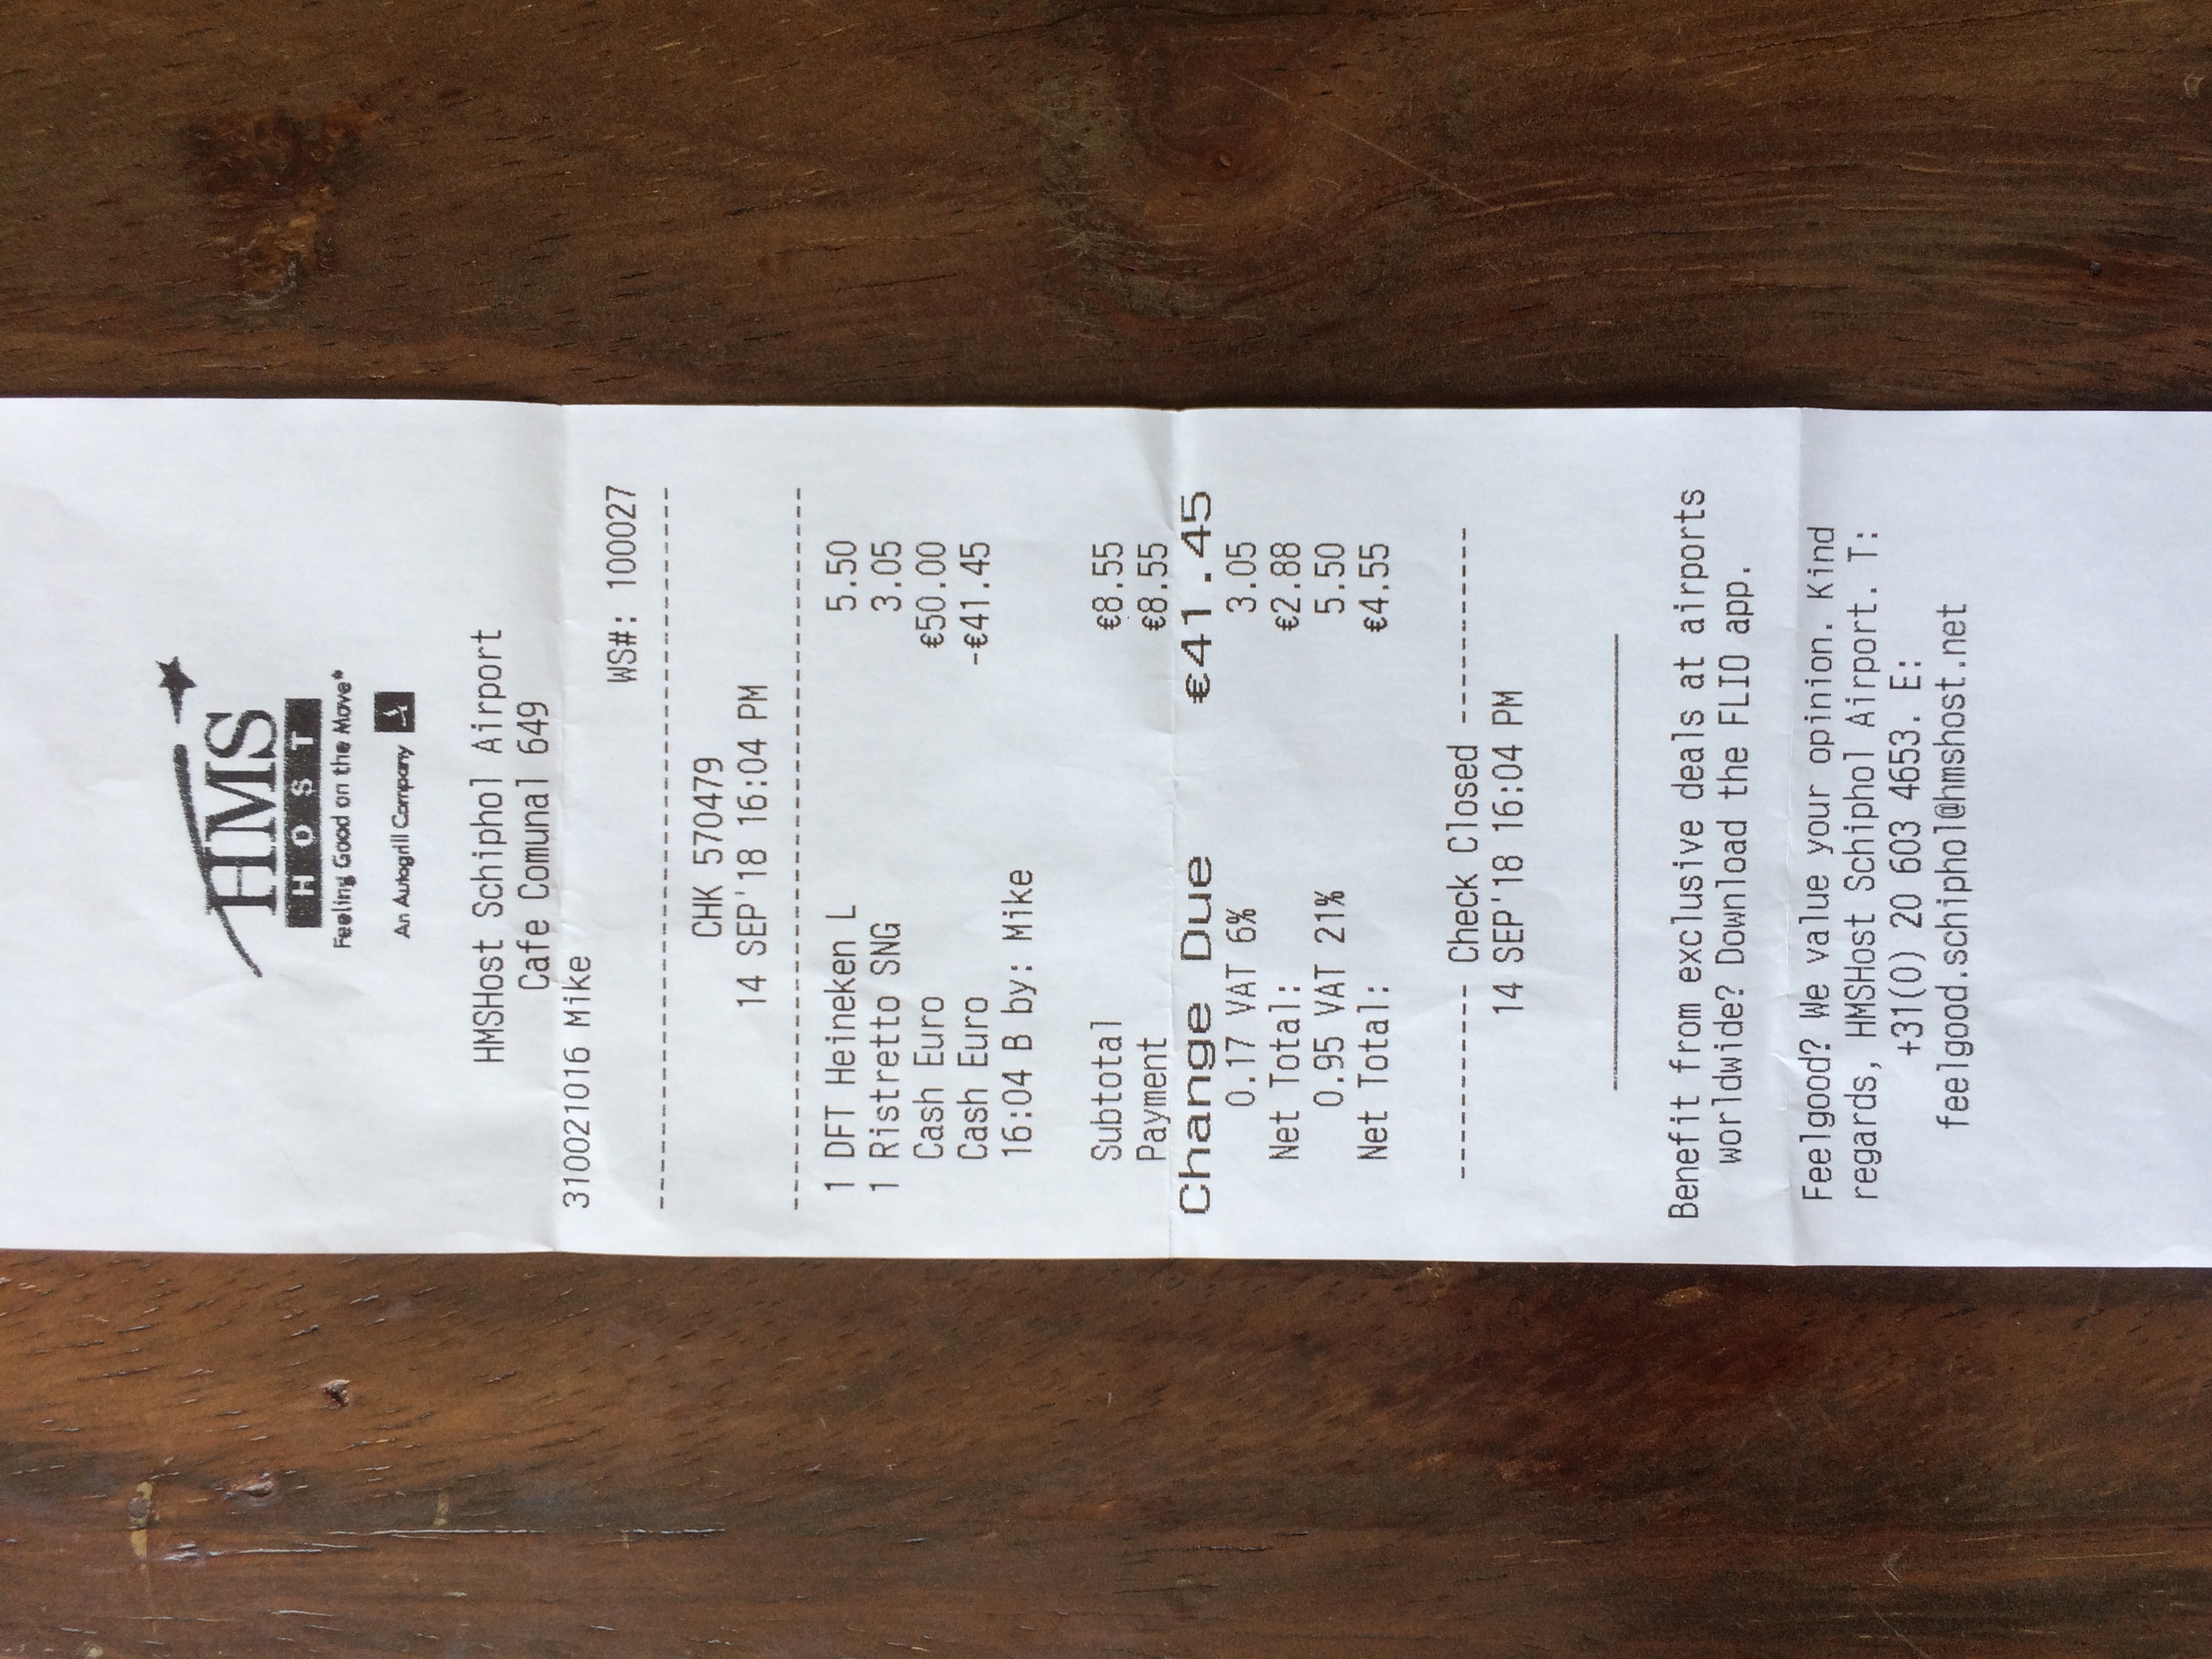 HMS
HOST
Feeling Good on the Move*
An Autogrill Company
HMSHost Schiphol Airport
Cafe Comunal 649
310021016 Mike
WS#: 100027
----------------------------------------
CHK 570479
14 SEP'18 16:04 PM
----------------------------------------
1 DFT Heineken L 5.50
1 Ristretto SNG 3.05
Cash Euro €50.00
Cash Euro -€41.45
16:04 B by: Mike
Subtotal €8.55
Payment €8.55
Change Due €41.45
0.17 VAT 6% 3.05
Net Total: €2.88
0.95 VAT 21% 5.50
Net Total: €4.55
----------- Check Closed -----------
14 SEP'18 16:04 PM
Benefit from exclusive deals at airports
worldwide? Download the FLIO app.
Feelgood? We value your opinion. Kind
regards, HMSHost Schiphol Airport. T:
+31(0) 20 603 4653. E:
feelgood.schiphol@hmshost.net